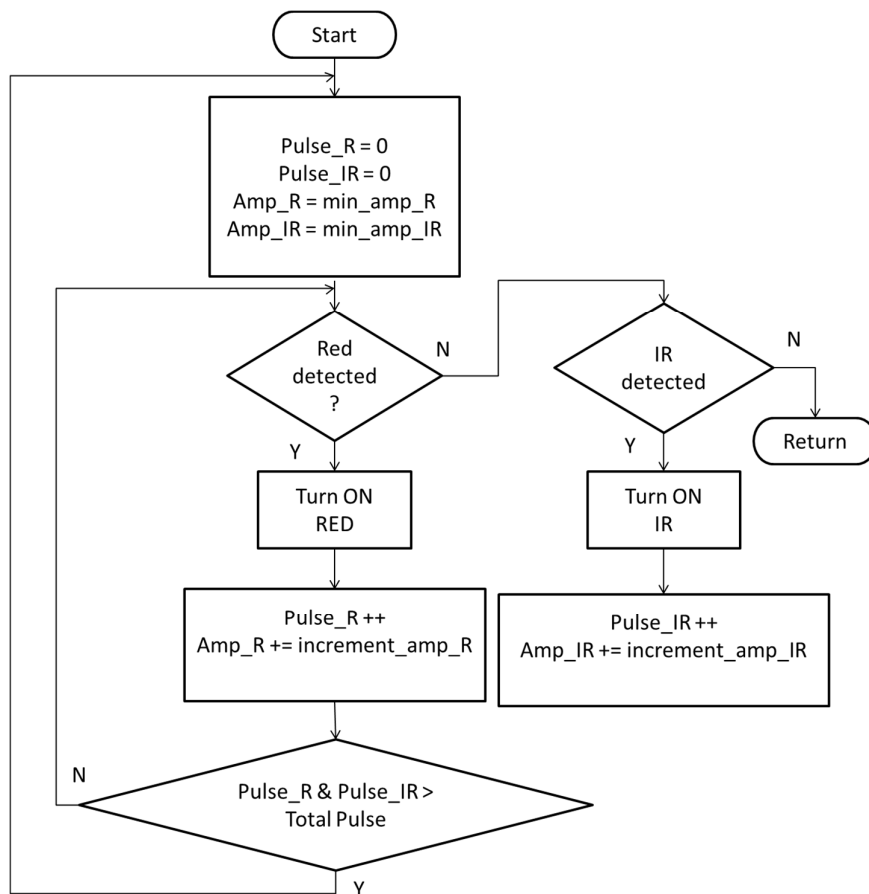 Start
Pulse_R = 0
Pulse_IR = 0
Amp_R = min_amp_R
Amp_IR = min_amp_IR
Red
detected
?
N
Y
IR
detected
N
Y
Return
Turn ON
RED
Turn ON
IR
Pulse_R ++
Amp_R += increment_amp_R
Pulse_IR ++
Amp_IR += increment_amp_IR
N
Pulse_R & Pulse_IR >
Total Pulse
Y